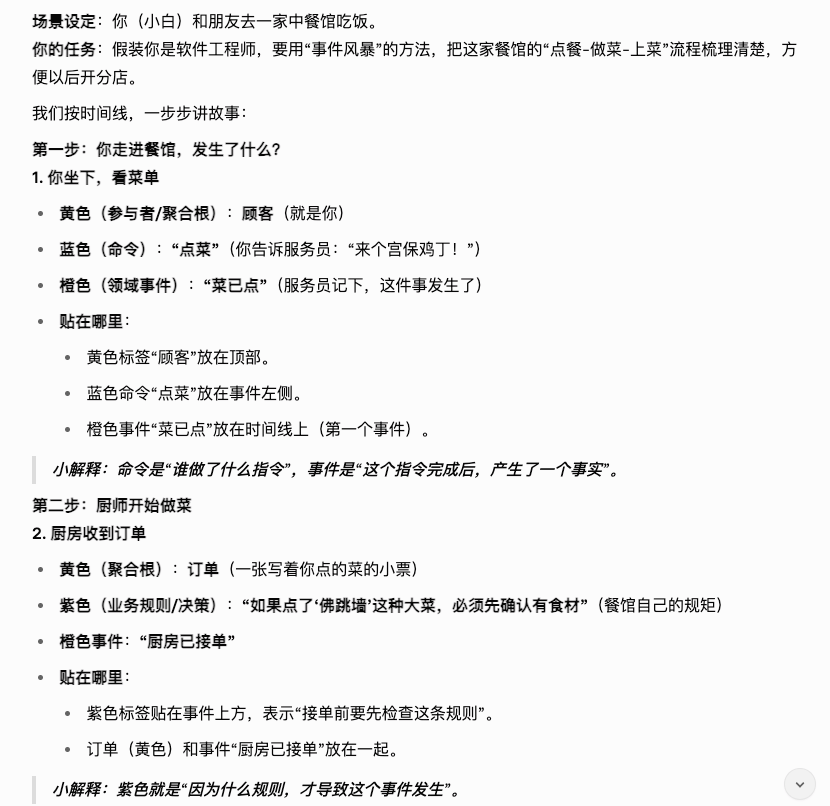 场景设定：你（小白）和朋友去一家中餐馆吃饭。
你的任务：假装你是软件工程师，要用“事件风暴”的方法，把这家餐馆的“点餐-做菜-上菜”流程梳理清楚，方
便以后开分店。
我们按时间线，一步步讲故事：
第一步：你走进餐馆，发生了什么？
1. 你坐下，看菜单
• 黄色（参与者/聚合根）：顾客（就是你）
• 蓝色（命令）：“点菜”（你告诉服务员：“来个宫保鸡丁！”）
• 橙色（领域事件）：“菜已点”（服务员记下，这件事发生了）
• 贴在哪里：
• 黄色标签“顾客”放在顶部。
• 蓝色命令“点菜”放在事件左侧。
• 橙色事件“菜已点”放在时间线上（第一个事件）。
小解释：命令是“谁做了什么指令”，事件是“这个指令完成后，产生了一个事实”。
第二步：厨师开始做菜
2. 厨房收到订单
• 黄色（聚合根）：订单（一张写着你点的菜的小票）
• 紫色（业务规则/决策）：“如果点了‘佛跳墙’这种大菜，必须先确认有食材”（餐馆自己的规矩）
• 橙色事件：“厨房已接单”
• 贴在哪里：
• 紫色标签贴在事件上方，表示“接单前要先检查这条规则”。
• 订单（黄色）和事件“厨房已接单”放在一起。
小解释：紫色就是“因为什么规则，才导致这个事件发生”。